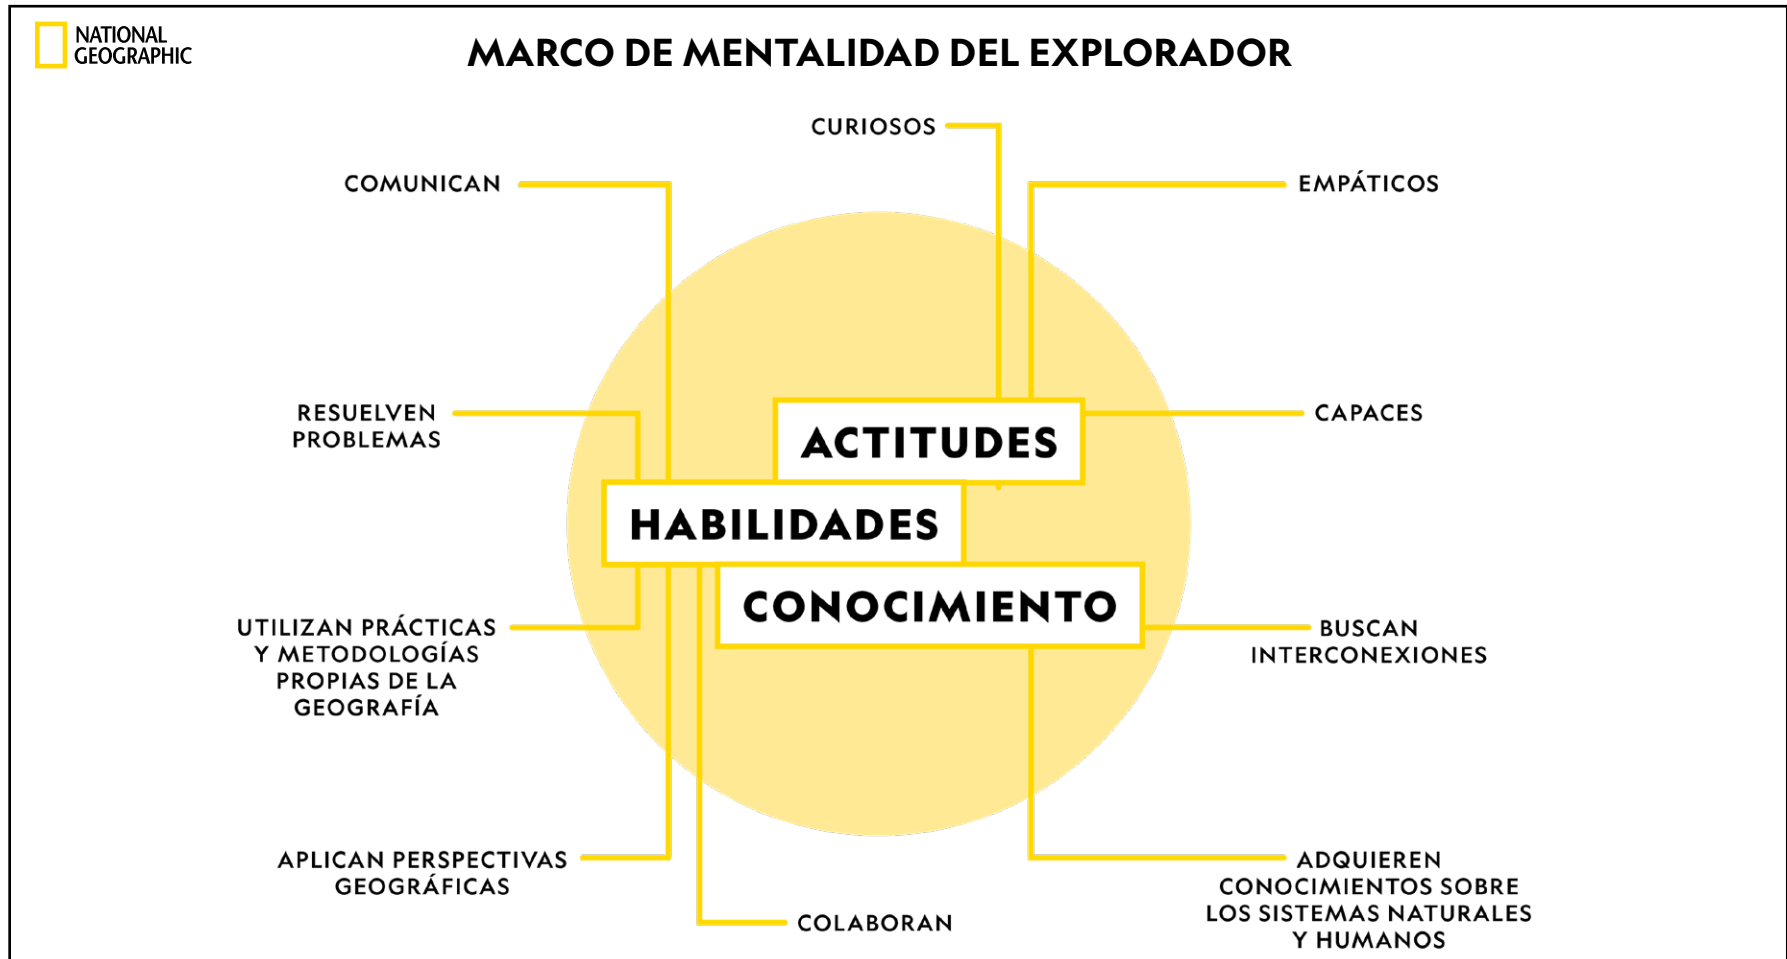 NATIONAL
GEOGRAPHIC
MARCO DE MENTALIDAD DEL EXPLORADOR
CURIOSOS
COMUNICAN
EMPÁTICOS
RESUELVEN
PROBLEMAS
CAPACES
ACTITUDES
HABILIDADES
CONOCIMIENTO
UTILIZAN PRÁCTICAS
Y METODOLOGÍAS
PROPIAS DE LA
GEOGRAFÍA
BUSCAN
INTERCONEXIONES
APLICAN PERSPECTIVAS
GEOGRÁFICAS
COLABORAN
ADQUIEREN
CONOCIMIENTOS SOBRE
LOS SISTEMAS NATURALES
Y HUMANOS